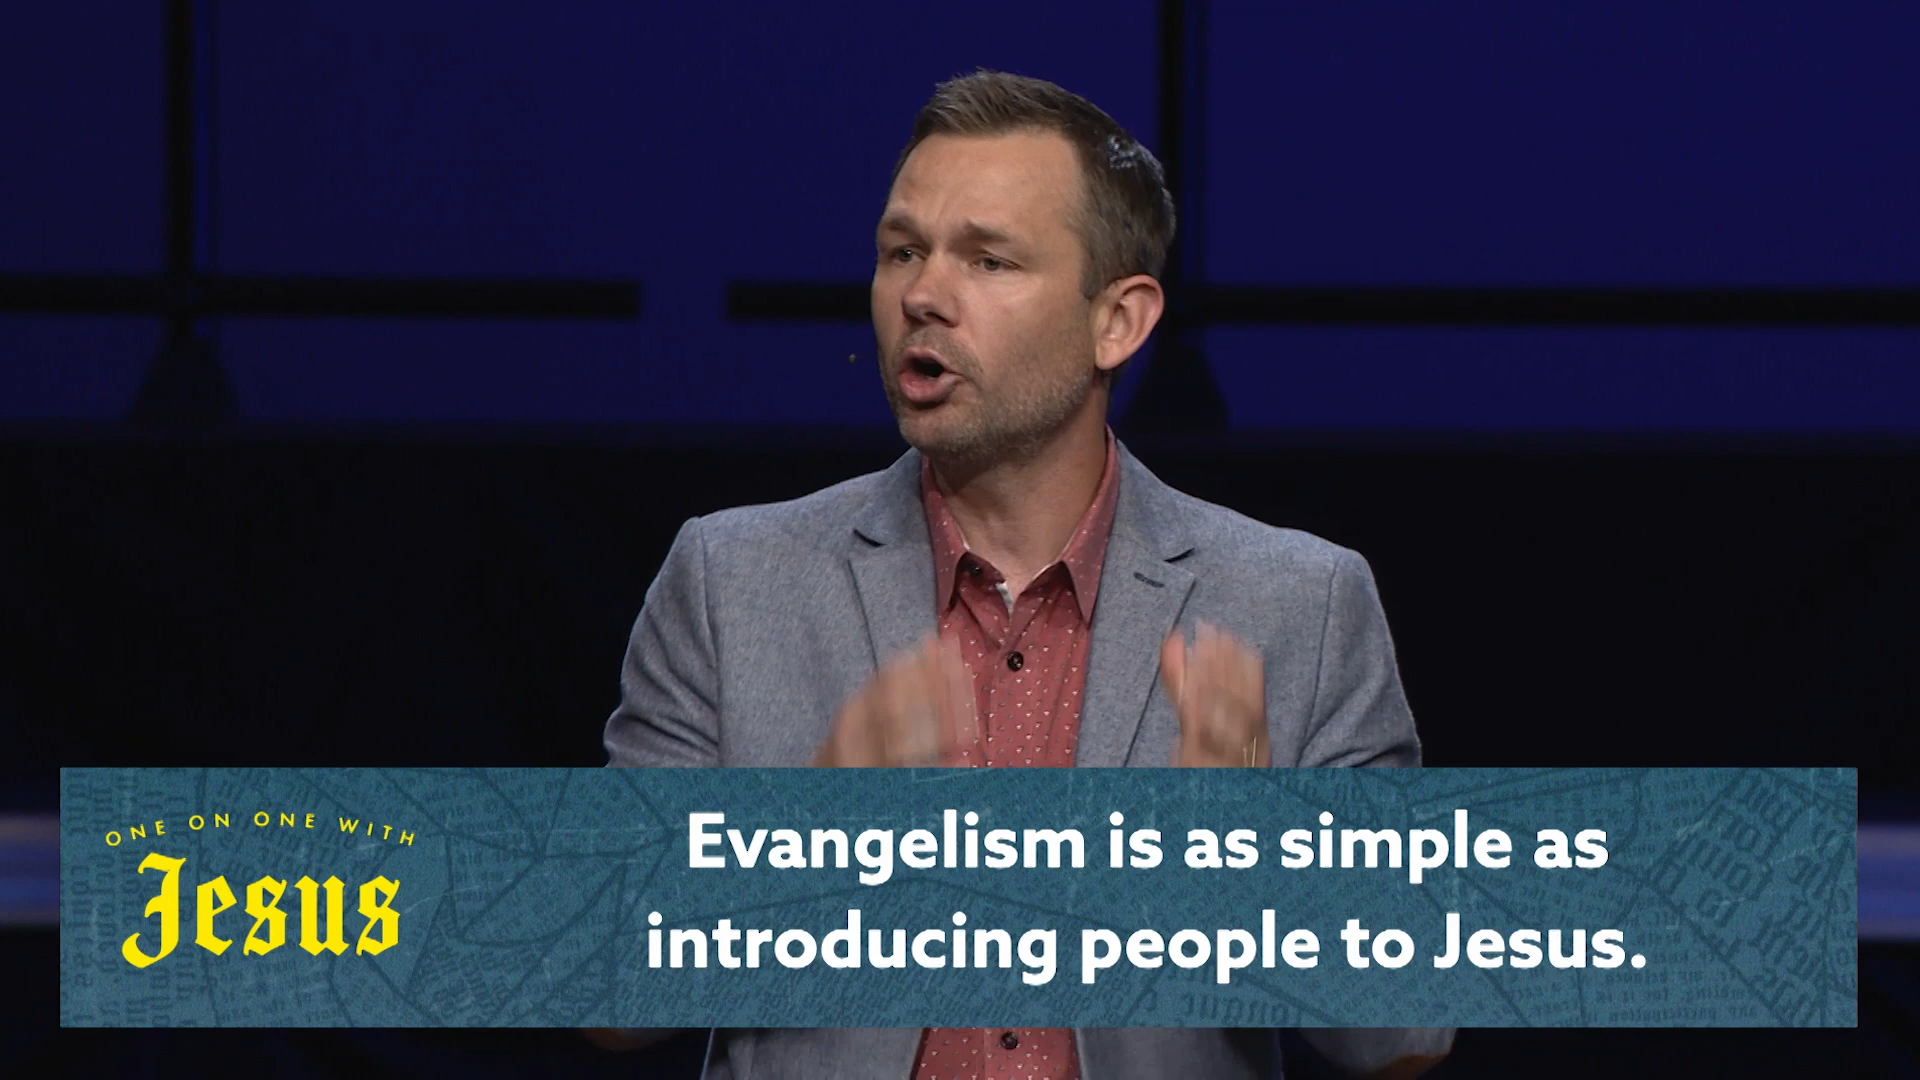 ONE ON ONE WITH
Jesus
Evangelism is as simple as
introducing people to Jesus.